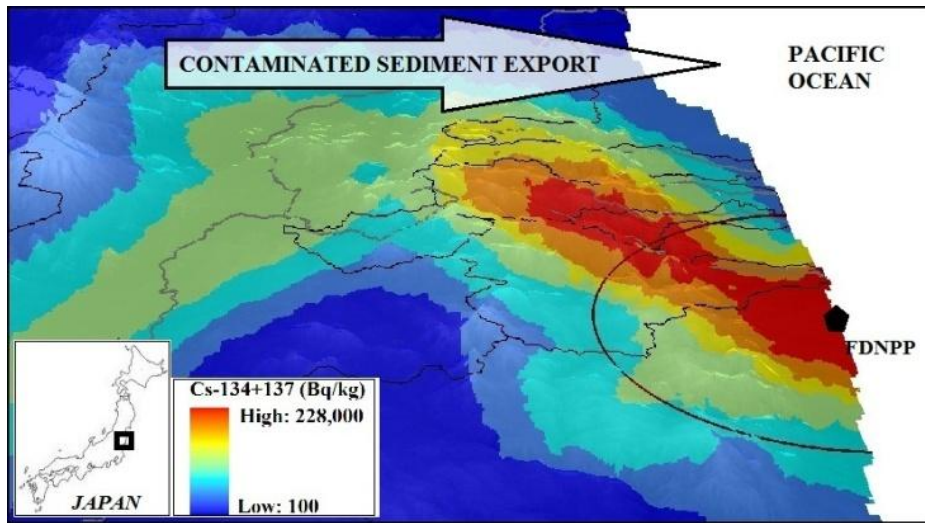 CONTAMINATED SEDIMENT EXPORT
PACIFIC
OCEAN
FDNPP
Cs-134+137 (Bq/kg)
High: 228,000
Low: 100
JAPAN